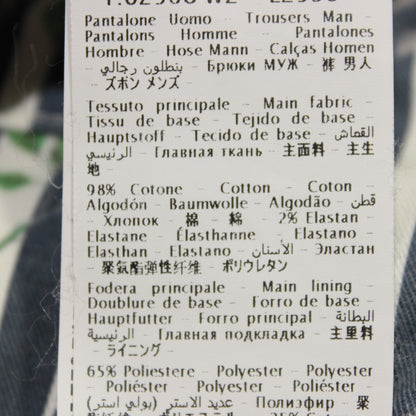 Pantalone Uomo – Trousers Man –
Pantalons Homme – Pantalones
Hombre – Hose Mann – Calças Homen
– بنطلون رجالي – Брюки МУЖ – 裤 男人
– ズボン メンズ –
Tessuto principale – Main fabric –
Tissu de base – Tejido de base –
Hauptstoff – Tecido de base – القماش
الرئيسي – Главная ткань – 主面料 – 主生
地
98% Cotone – Cotton – Coton –
Algodón – Baumwolle – Algodão – قطن
– Хлопок – 棉 – 綿 – 2% Elastan –
Elastane – Élasthanne – Elastano –
Elasthan – Elastano – الأستان – Эластан
– 聚氨酯弹性纤维 – ポリウレタン
Fodera principale – Main lining –
Doublure de base – Forro de base –
Hauptfutter – Forro principal – البطانة
الرئيسية – Главная подкладка – 主里料
– ライニング –
65% Poliestere – Polyester –
Polyester – Poliéster – Polyester –
Poliéster – عديد الاستر (بولي استر)
– Полиэфир – 聚